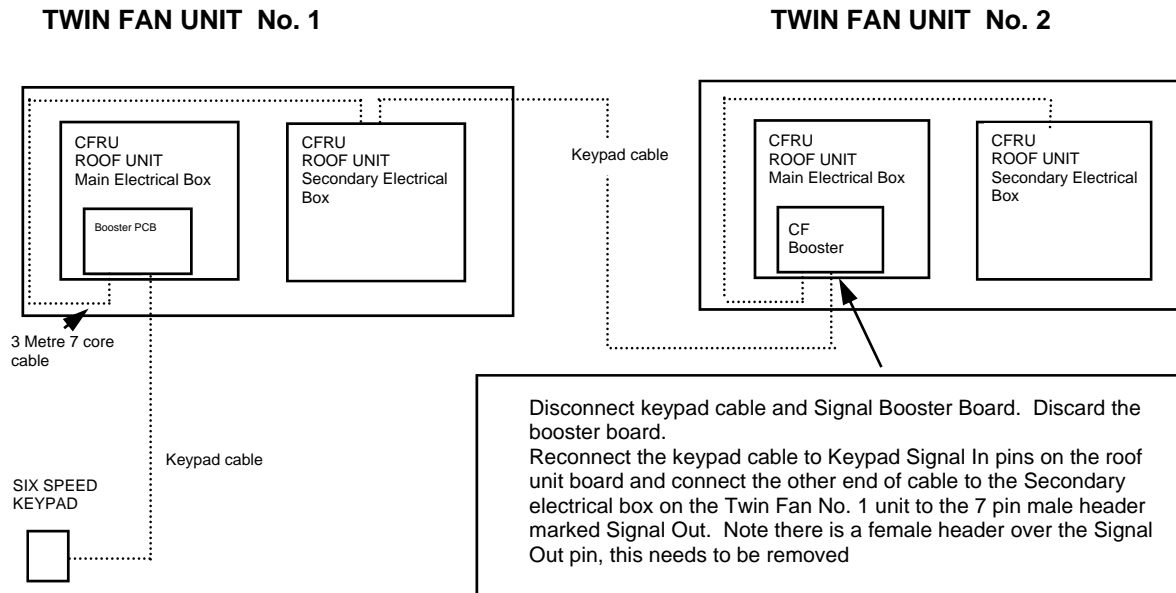 TWIN FAN UNIT No. 1
TWIN FAN UNIT No. 2
CFRU
ROOF UNIT
Main Electrical Box
Booster PCB
CFRU
ROOF UNIT
Secondary Electrical
Box
Keypad cable
CFRU
ROOF UNIT
Main Electrical Box
CF
Booster
CFRU
ROOF UNIT
Secondary Electrical
Box
3 Metre 7 core
cable
Keypad cable
SIX SPEED
KEYPAD
Disconnect keypad cable and Signal Booster Board. Discard the
booster board.
Reconnect the keypad cable to Keypad Signal In pins on the roof
unit board and connect the other end of cable to the Secondary
electrical box on the Twin Fan No. 1 unit to the 7 pin male header
marked Signal Out. Note there is a female header over the Signal
Out pin, this needs to be removed